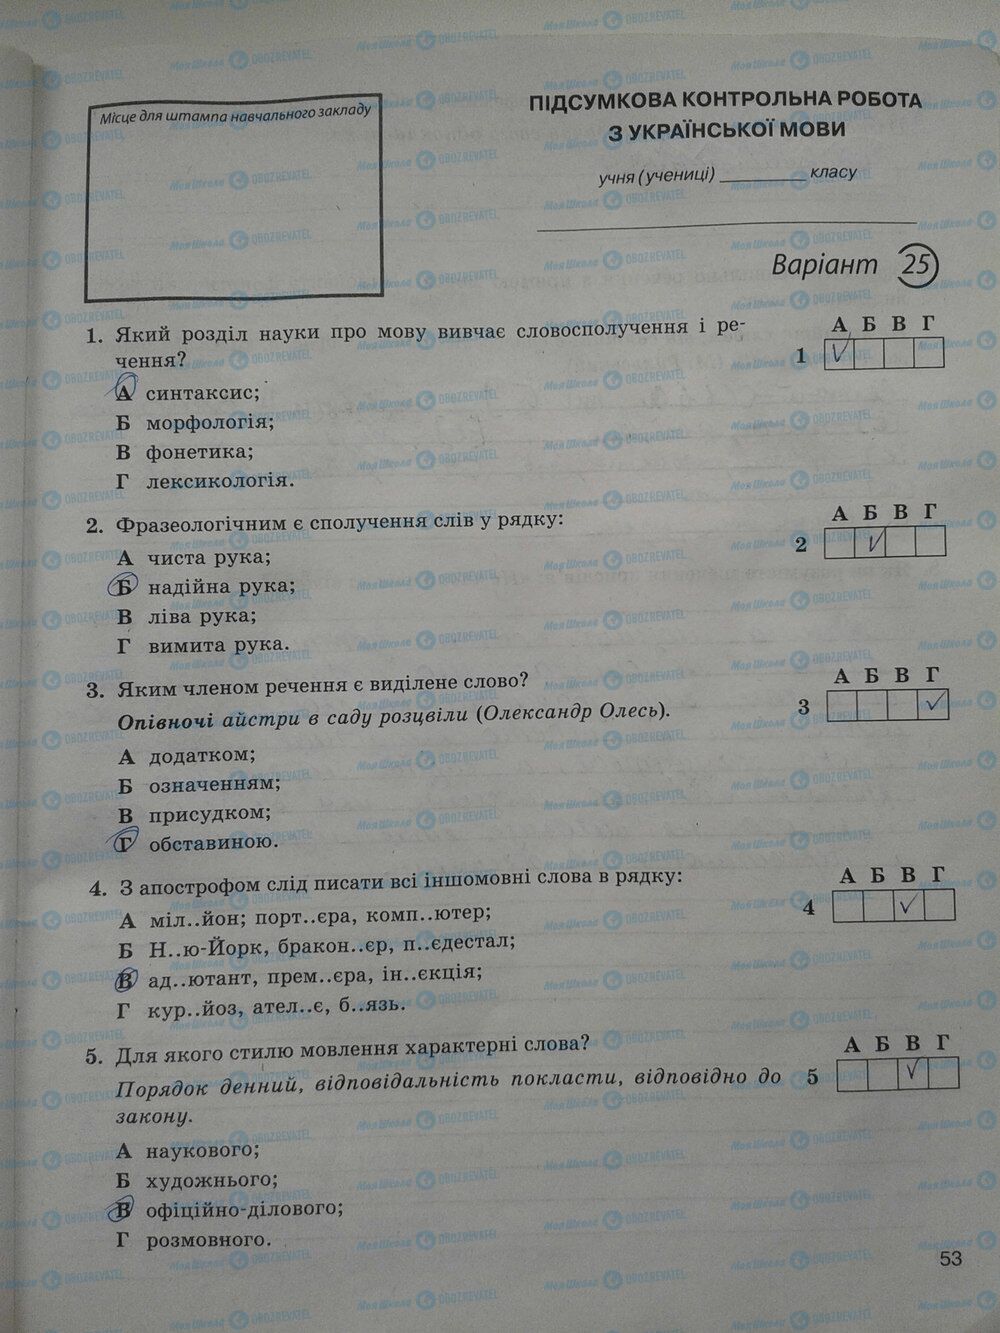 Місце для штампа навчального закладу
ПІДСУМКОВА КОНТРОЛЬНА РОБОТА
З УКРАЇНСЬКОЇ МОВИ
учня (учениці) _________ класу
Варіант 25
1. Який розділ науки про мову вивчає словосполучення і ре-
чення?
А синтаксис;
Б морфологія;
В фонетика;
Г лексикологія.
А Б В Г
1
2. Фразеологічним є сполучення слів у рядку:
А чиста рука;
Б надійна рука;
В ліва рука;
Г вимита рука.
А Б В Г
2
3. Яким членом речення є виділене слово?
Опівночі айстри в саду розцвіли (Олександр Олесь).
А додатком;
Б означенням;
В присудком;
Г обставиною.
А Б В Г
3
4. З апострофом слід писати всі іншомовні слова в рядку:
А міл..йон; порт..єра, комп..ютер;
Б Н..ю-Йорк, бракон..єр, п..єдестал;
В ад..ютант, прем..єра, ін..єкція;
Г кур..йоз, ател..є, б..язь.
А Б В Г
4
5. Для якого стилю мовлення характерні слова?
Порядок денний, відповідальність покласти, відповідно до
закону.
А наукового;
Б художнього;
В офіційно-ділового;
Г розмовного.
А Б В Г
5
53
МояШкола OBOZREVATEL